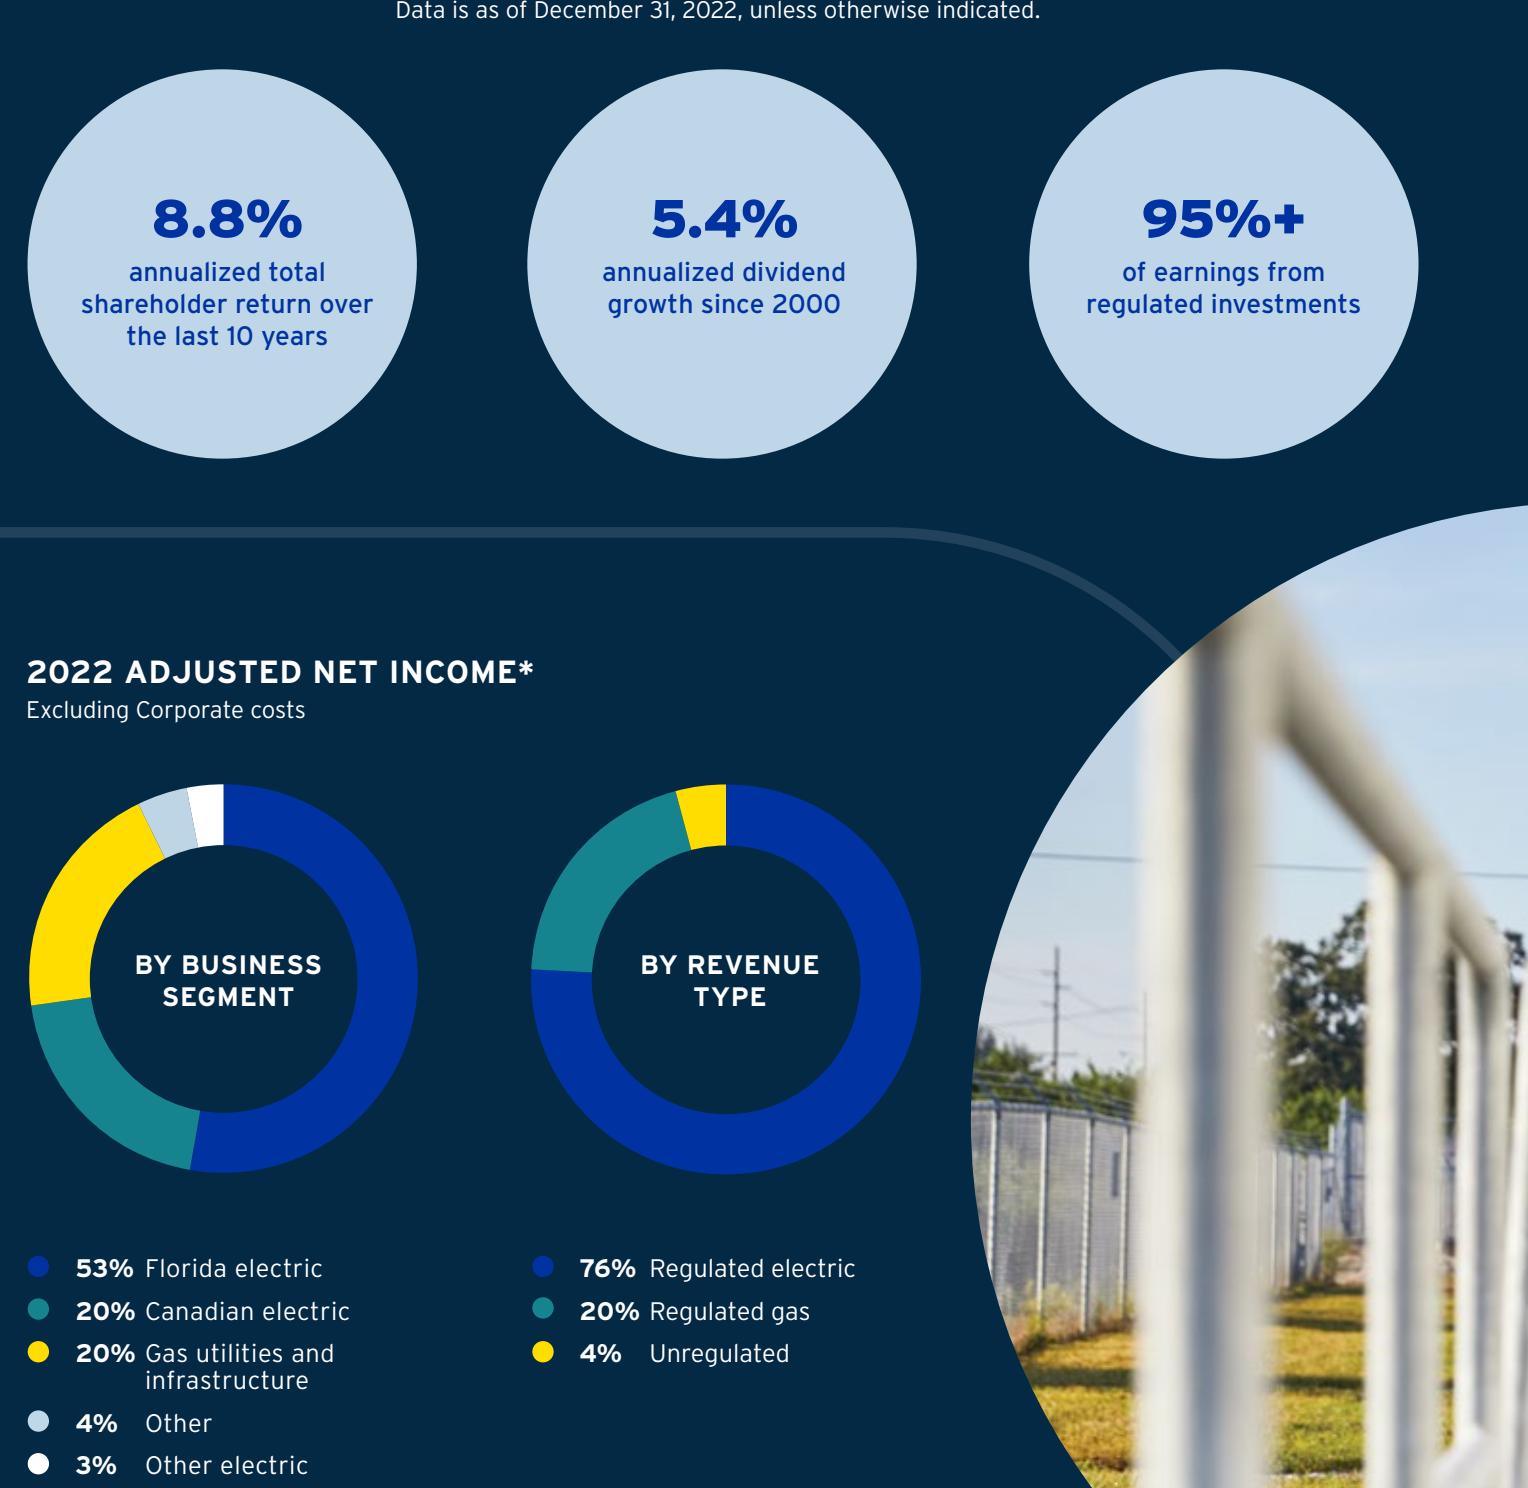 Data is as of December 31, 2022, unless otherwise indicated.
8.8%
annualized total
shareholder return over
the last 10 years
5.4%
annualized dividend
growth since 2000
95%+
of earnings from
regulated investments
2022 ADJUSTED NET INCOME*
Excluding Corporate costs
BY BUSINESS
SEGMENT
53% Florida electric
20% Canadian electric
20% Gas utilities and
infrastructure
4% Other
3% Other electric
BY REVENUE
TYPE
76% Regulated electric
20% Regulated gas
4% Unregulated